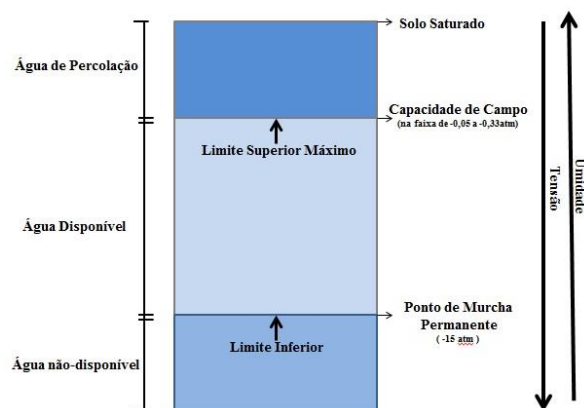 Solo Saturado
Água de Percolação
Capacidade de Campo
(na faixa de -0,05 a -0,33atm)
Limite Superior Máximo
Água Disponível
Tensão
Umidade
Ponto de Murcha
Permanente
( -15 atm )
Limite Inferior
Água não-disponível